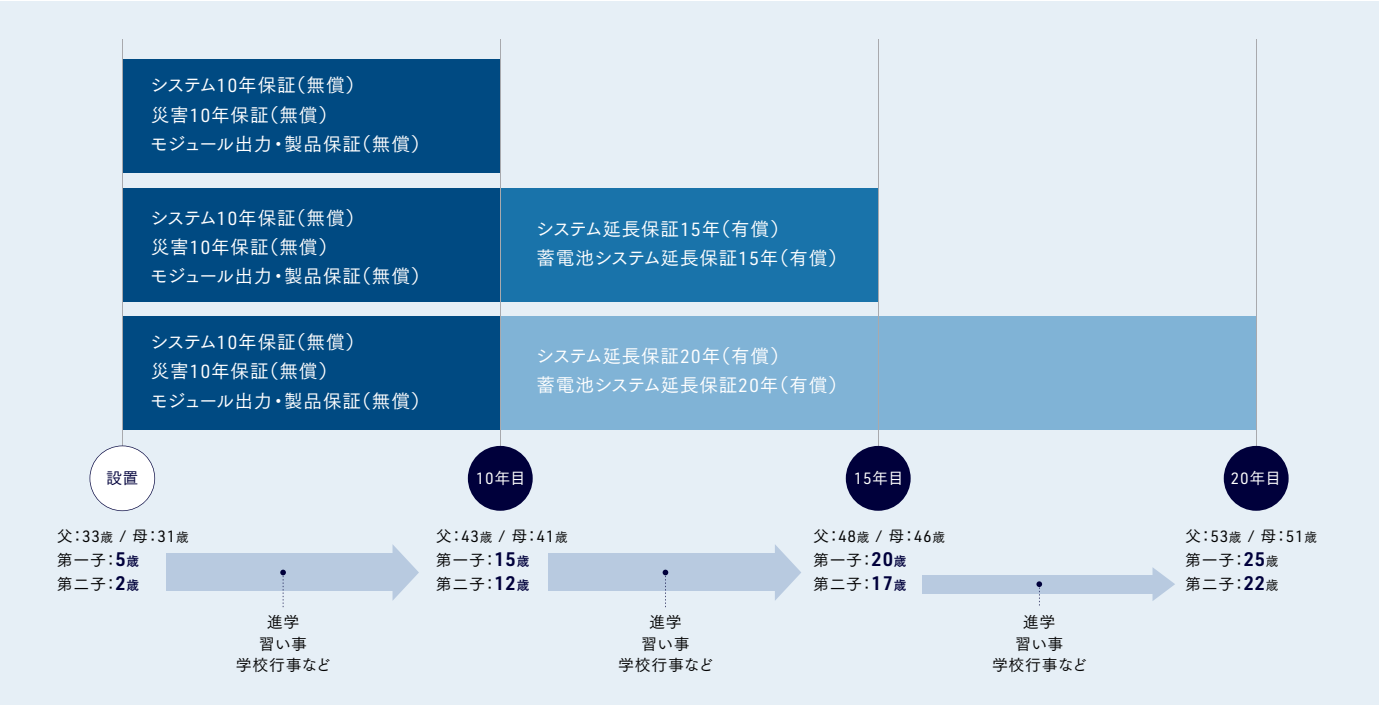 システム10年保証(無償)
災害10年保証(無償)
モジュール出力・製品保証(無償)
システム10年保証(無償)
災害10年保証(無償)
モジュール出力・製品保証(無償)
システム延長保証15年(有償)
蓄電池システム延長保証15年(有償)
システム10年保証(無償)
災害10年保証(無償)
モジュール出力・製品保証(無償)
システム延長保証20年(有償)
蓄電池システム延長保証20年(有償)
設置
10年目
15年目
20年目
父:33歳 / 母:31歳
第一子:5歳
第二子:2歳
進学
習い事
学校行事など
父:43歳 / 母:41歳
第一子:15歳
第二子:12歳
進学
習い事
学校行事など
父:48歳 / 母:46歳
第一子:20歳
第二子:17歳
進学
習い事
学校行事など
父:53歳 / 母:51歳
第一子:25歳
第二子:22歳